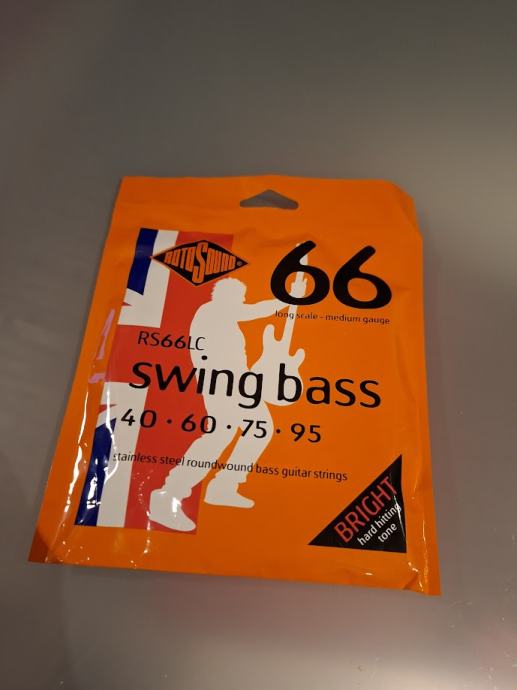 ROTOSOUND®
66
long scale - medium gauge
RS66LC
swing bass
40 · 60 · 75 · 95
stainless steel roundwound bass guitar strings
BRIGHT
hard hitting
tone